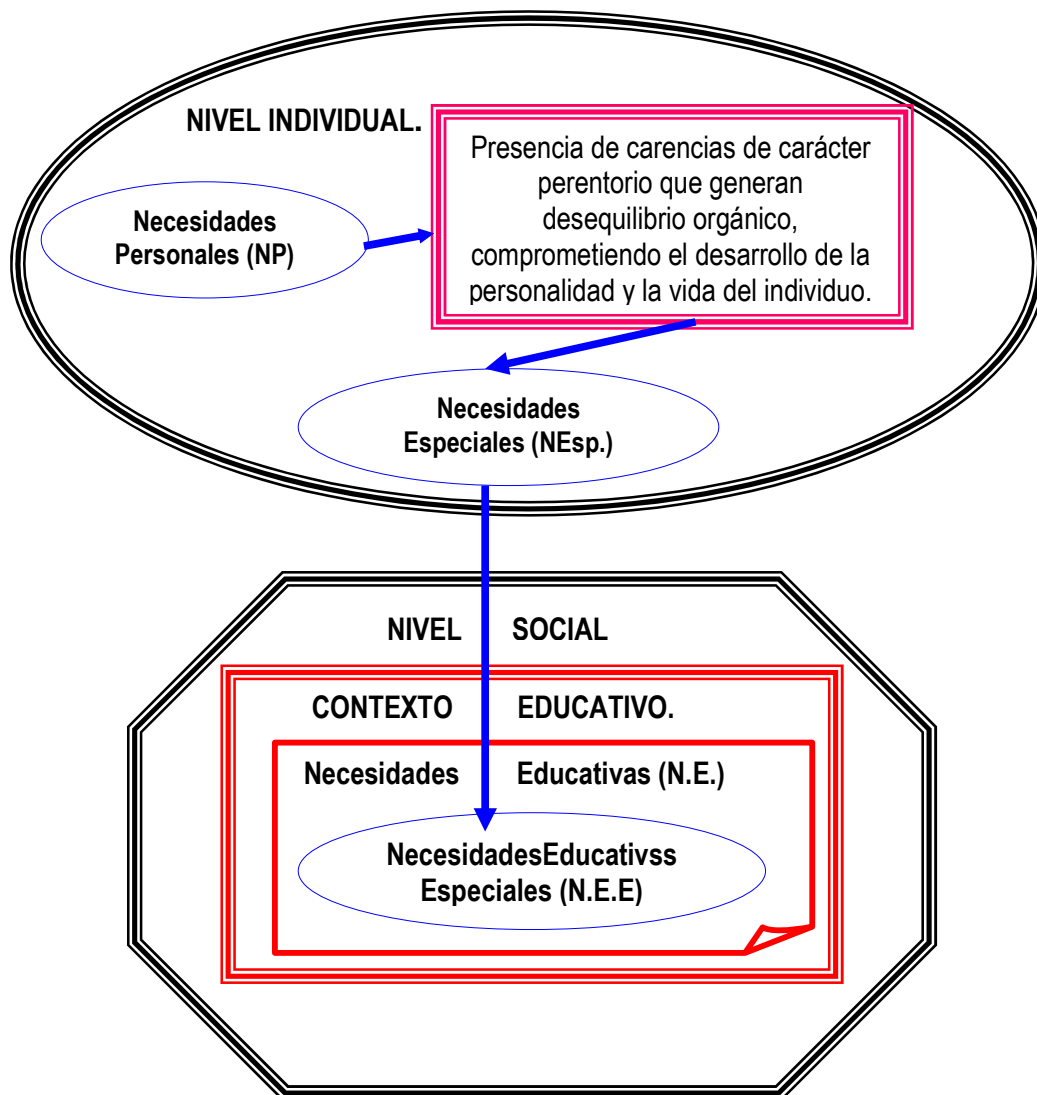 NIVEL INDIVIDUAL.
Presencia de carencias de carácter
perentorio que generan
desequilibrio orgánico,
comprometiendo el desarrollo de la
personalidad y la vida del individuo.
Necesidades
Personales (NP)
Necesidades
Especiales (NEsp.)
NIVEL SOCIAL
CONTEXTO EDUCATIVO.
Necesidades Educativas (N.E.)
NecesidadesEducativss
Especiales (N.E.E)